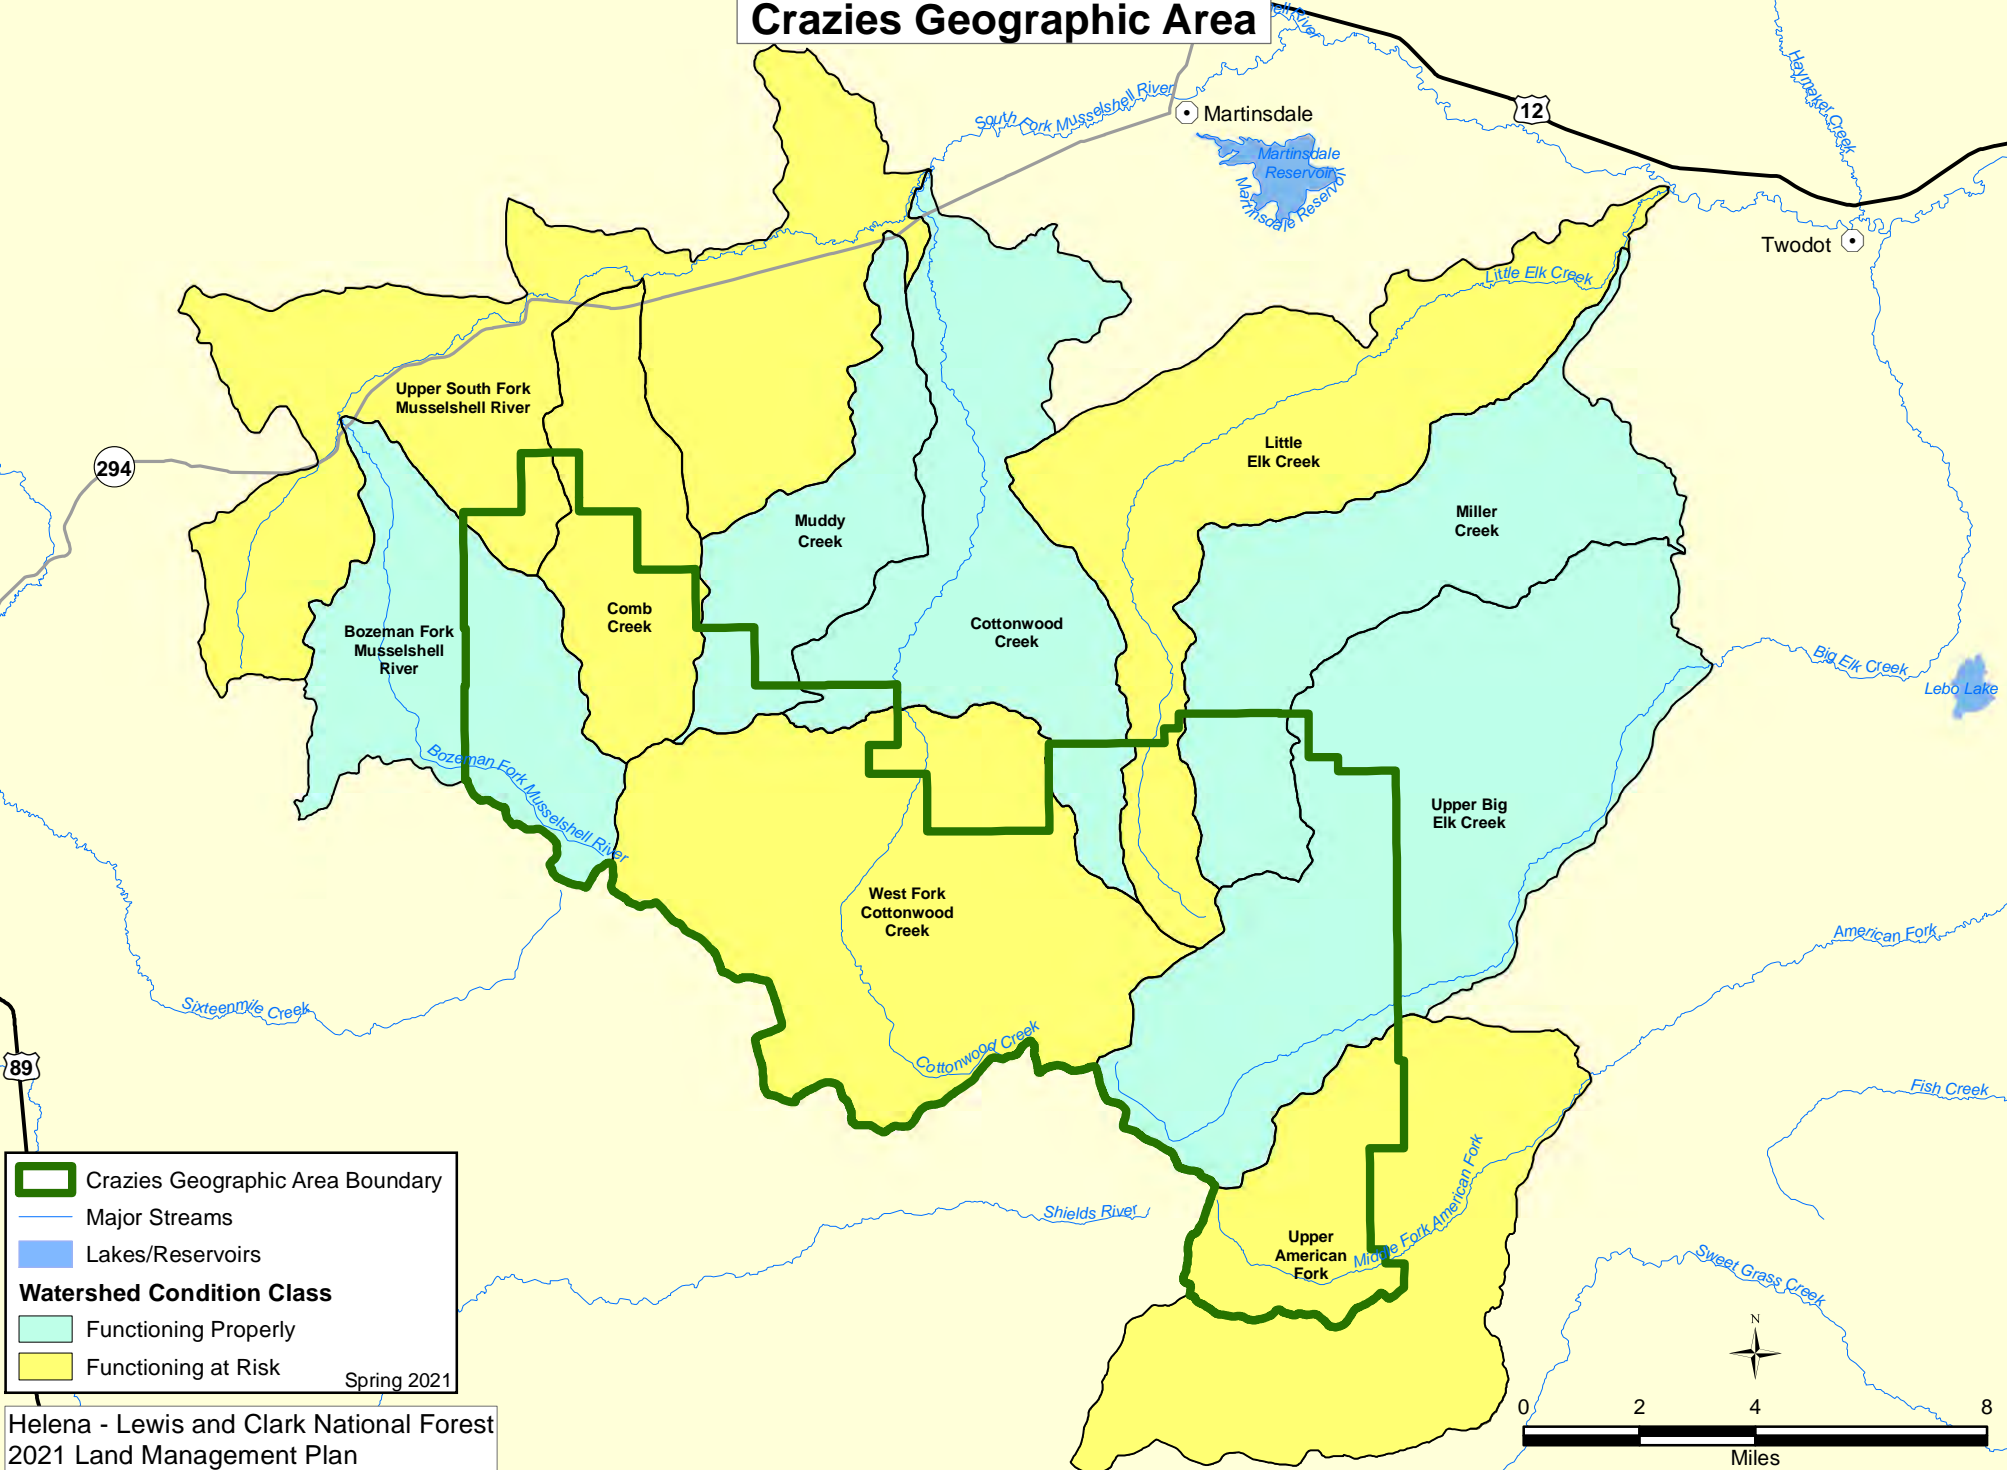 Crazies Geographic Area
South Fork Musselshell River
Martinsdale
12
Haymaker Creek
Martinsdale
Reservoir
Martinsdale Reservoir
Twodot
Little Elk Creek
Upper South Fork
Musselshell River
294
Little
Elk Creek
Muddy
Creek
Miller
Creek
Comb
Creek
Bozeman Fork
Musselshell
River
Cottonwood
Creek
Big Elk Creek
Lebo Lake
Bozeman Fork Musselshell River
Upper Big
Elk Creek
West Fork
Cottonwood
Creek
American Fork
Sixteenmile Creek
Cottonwood Creek
89
Fish Creek
Middle Fork American Fork
Shields River
Upper
American
Fork
Sweet Grass Creek
Crazies Geographic Area Boundary
Major Streams
Lakes/Reservoirs
Watershed Condition Class
Functioning Properly
Functioning at Risk
Spring 2021
Helena - Lewis and Clark National Forest
2021 Land Management Plan
N
0 2 4 8
Miles